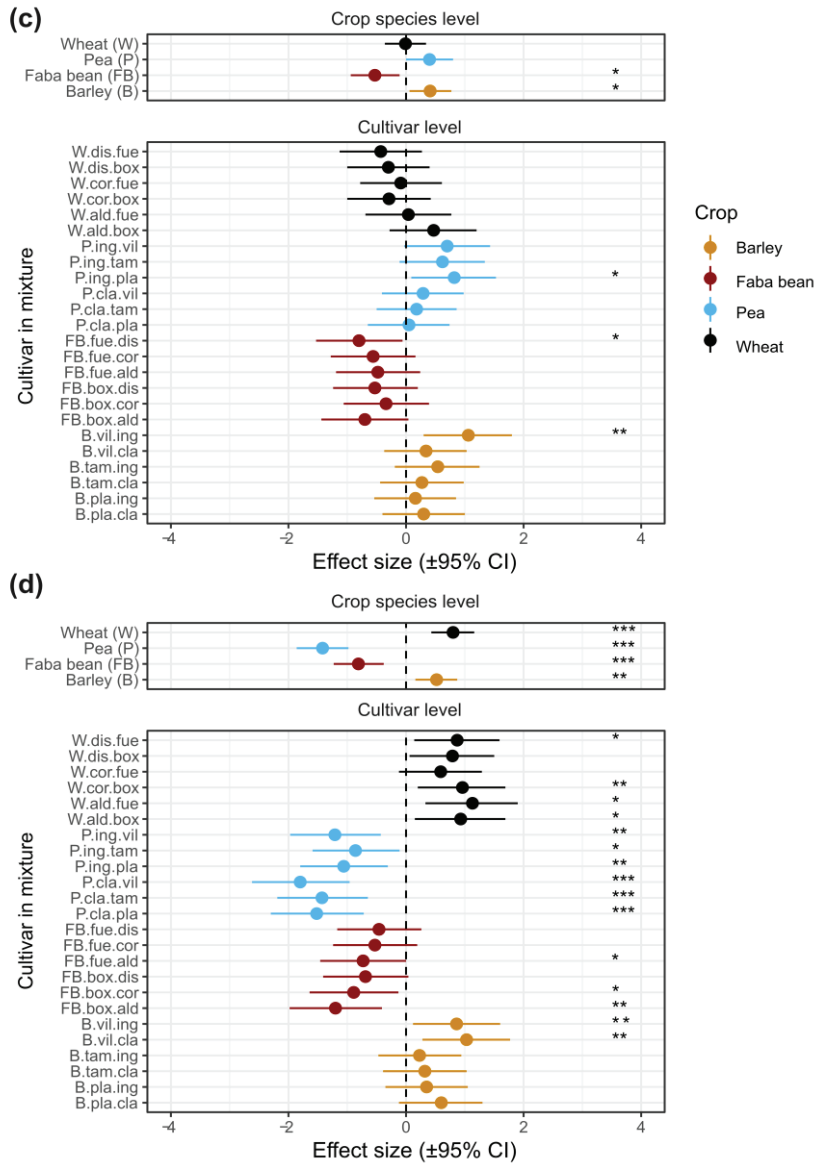 (c)
Crop species level
Wheat (W)
Pea (P)
Faba bean (FB) *
Barley (B) *
Cultivar level
Cultivar in mixture
W.dis.fue
W.dis.box
W.cor.fue
W.cor.box
W.ald.fue
W.ald.box
P.ing.vil
P.ing.tam
P.ing.pla *
P.cla.vil
P.cla.tam
P.cla.pla
FB.fue.dis *
FB.fue.cor
FB.fue.ald
FB.box.dis
FB.box.cor
FB.box.ald
B.vil.ing **
B.vil.cla
B.tam.ing
B.tam.cla
B.pla.ing
B.pla.cla
−4 −2 0 2 4
Effect size (±95% CI)
Crop
Barley
Faba bean
Pea
Wheat
(d)
Crop species level
Wheat (W) ***
Pea (P) ***
Faba bean (FB) ***
Barley (B) **
Cultivar level
Cultivar in mixture
W.dis.fue *
W.dis.box
W.cor.fue
W.cor.box **
W.ald.fue *
W.ald.box *
P.ing.vil **
P.ing.tam *
P.ing.pla **
P.cla.vil ***
P.cla.tam ***
P.cla.pla ***
FB.fue.dis
FB.fue.cor
FB.fue.ald *
FB.box.dis
FB.box.cor *
FB.box.ald **
B.vil.ing * *
B.vil.cla **
B.tam.ing
B.tam.cla
B.pla.ing
B.pla.cla
−4 −2 0 2 4
Effect size (±95% CI)